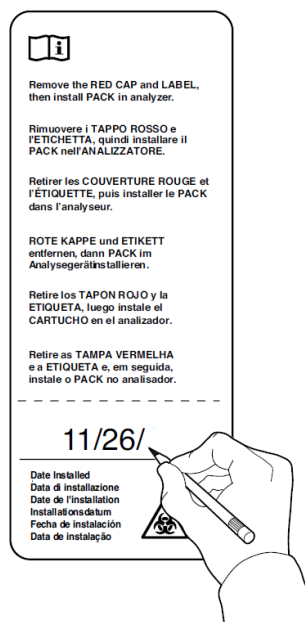 i
Remove the RED CAP and LABEL,
then install PACK in analyzer.
Rimuovere i TAPPO ROSSO e
l'ETICHETTA, quindi installare il
PACK nell'ANALIZZATORE.
Retirer les COUVERTURE ROUGE et
l'ÉTIQUETTE, puis installer le PACK
dans l'analyseur.
ROTE KAPPE und ETIKETT
entfernen, dann PACK im
Analysegerätinstallieren.
Retire los TAPON ROJO y la
ETIQUETA, luego instale el
CARTUCHO en el analizador.
Retire as TAMPA VERMELHA
e a ETIQUETA e, em seguida,
instale o PACK no analisador.
11/26/
Date Installed
Data di installazione
Date de l'installation
Installationsdatum
Fecha de instalación
Data de instalação